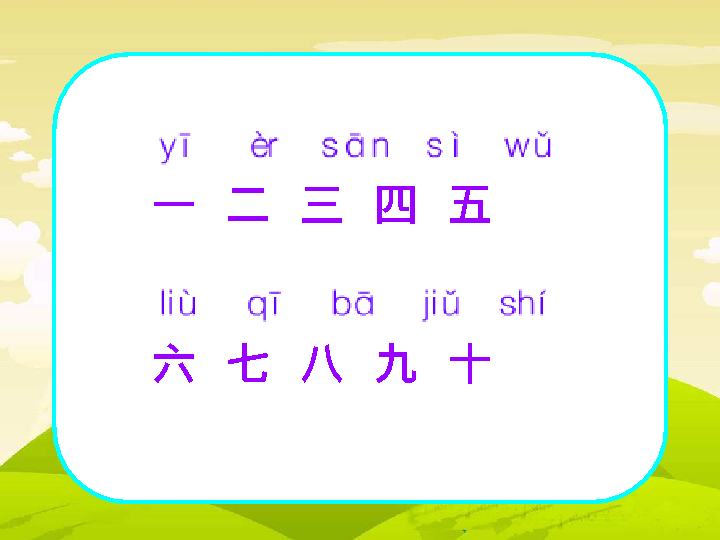 yī èr sān sì wǔ
一 二 三 四 五
liù qī bā jiǔ shí
六 七 八 九 十